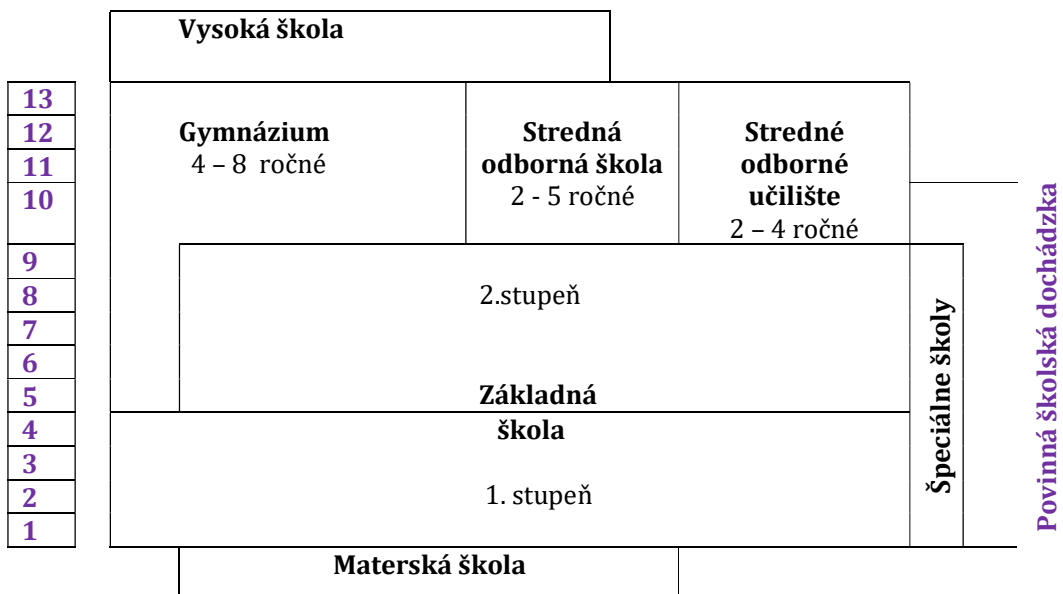 Vysoká škola
13
12
11
10
9
8
7
6
5
4
3
2
1
Gymnázium
4 – 8 ročné
Stredná
odborná škola
2 - 5 ročné
Stredné
odborné
učilište
2 – 4 ročné
2.stupeň
Základná
škola
1. stupeň
Špeciálne školy
Povinná školská dochádzka
Materská škola